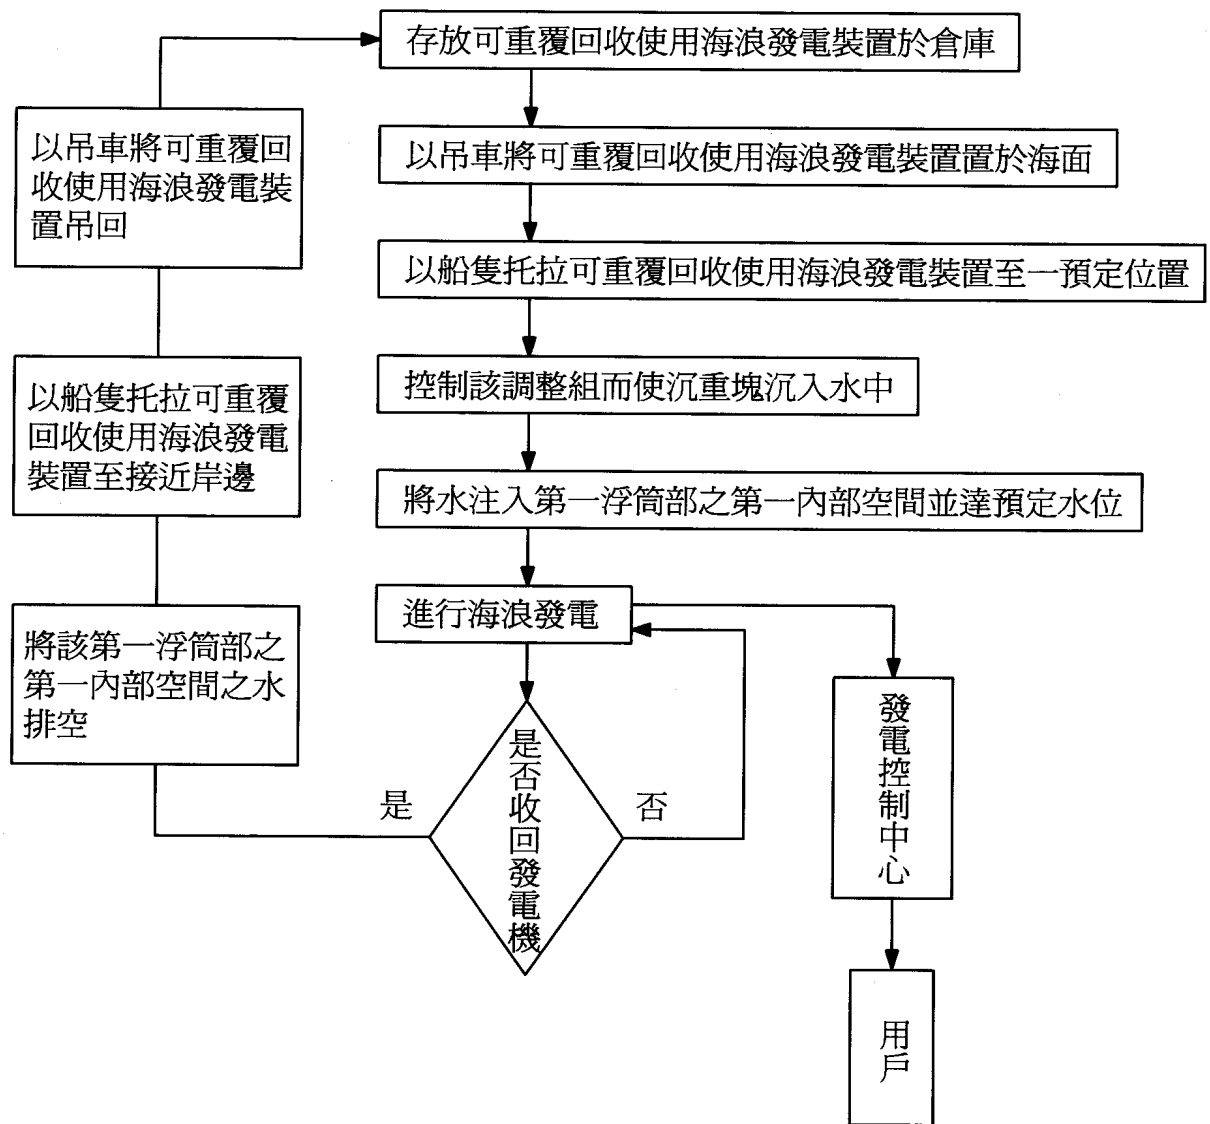 存放可重覆回收使用海浪發電裝置於倉庫
以吊車將可重覆回收使用海浪發電裝置置於海面
以船隻托拉可重覆回收使用海浪發電裝置至一預定位置
控制該調整組而使沉重塊沉入水中
將水注入第一浮筒部之第一內部空間並達預定水位
進行海浪發電
是否收回發電機
是
否
發電控制中心
用戶
將該第一浮筒部之
第一內部空間之水
排空
以船隻托拉可重覆
回收使用海浪發電
裝置至接近岸邊
以吊車將可重覆回
收使用海浪發電裝
置吊回